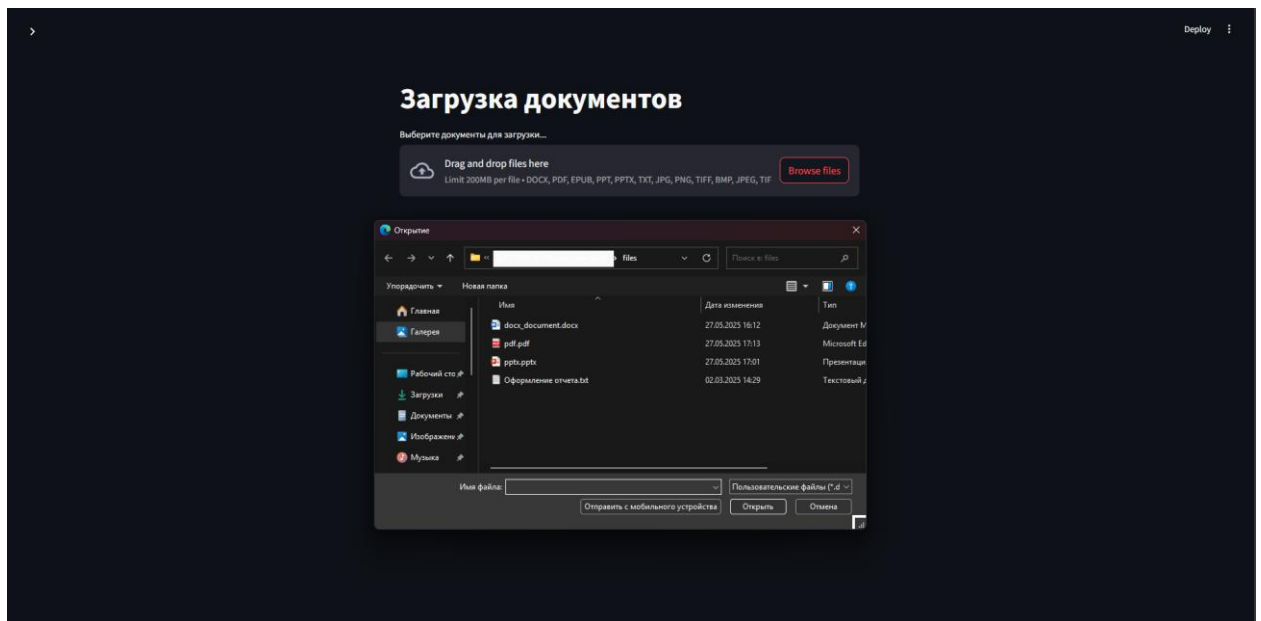 Deploy
Загрузка документов
Выберите документы для загрузки...
Drag and drop files here
Limit 200MB per file • DOCX, PDF, EPUB, PPT, PPTX, TXT, JPG, PNG, TIFF, BMP, JPEG, TIF
Browse files
Открытие
« files
Поиск в: files
Упорядочить Новая папка
Имя Дата изменения Тип
Главная
Галерея
Рабочий сто
Загрузки
Документы
Изображени
Музыка
docx_document.docx 27.05.2025 16:12 Документ M
pdf.pdf 27.05.2025 17:13 Microsoft Ed
pptx.pptx 27.05.2025 17:01 Презентаци
Оформление отчета.txt 02.03.2025 14:29 Текстовый д
Имя файла:
Пользовательские файлы (*.d
Отправить с мобильного устройства Открыть Отмена